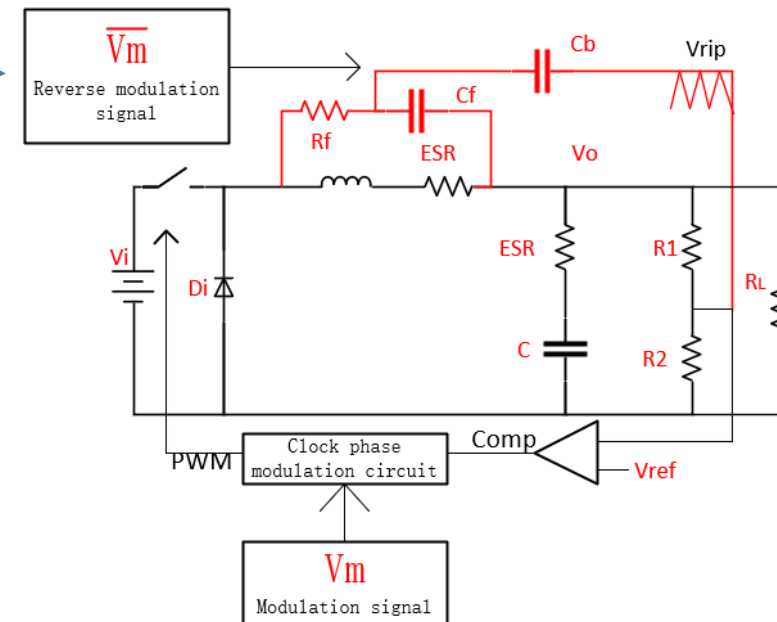 Vm
Reverse modulation
signal
Cb
Vrip
Cf
Rf
ESR
Vo
Vi
Di
ESR
R1
RL
C
R2
PWM
Clock phase
modulation circuit
Comp
Vref
Vm
Modulation signal